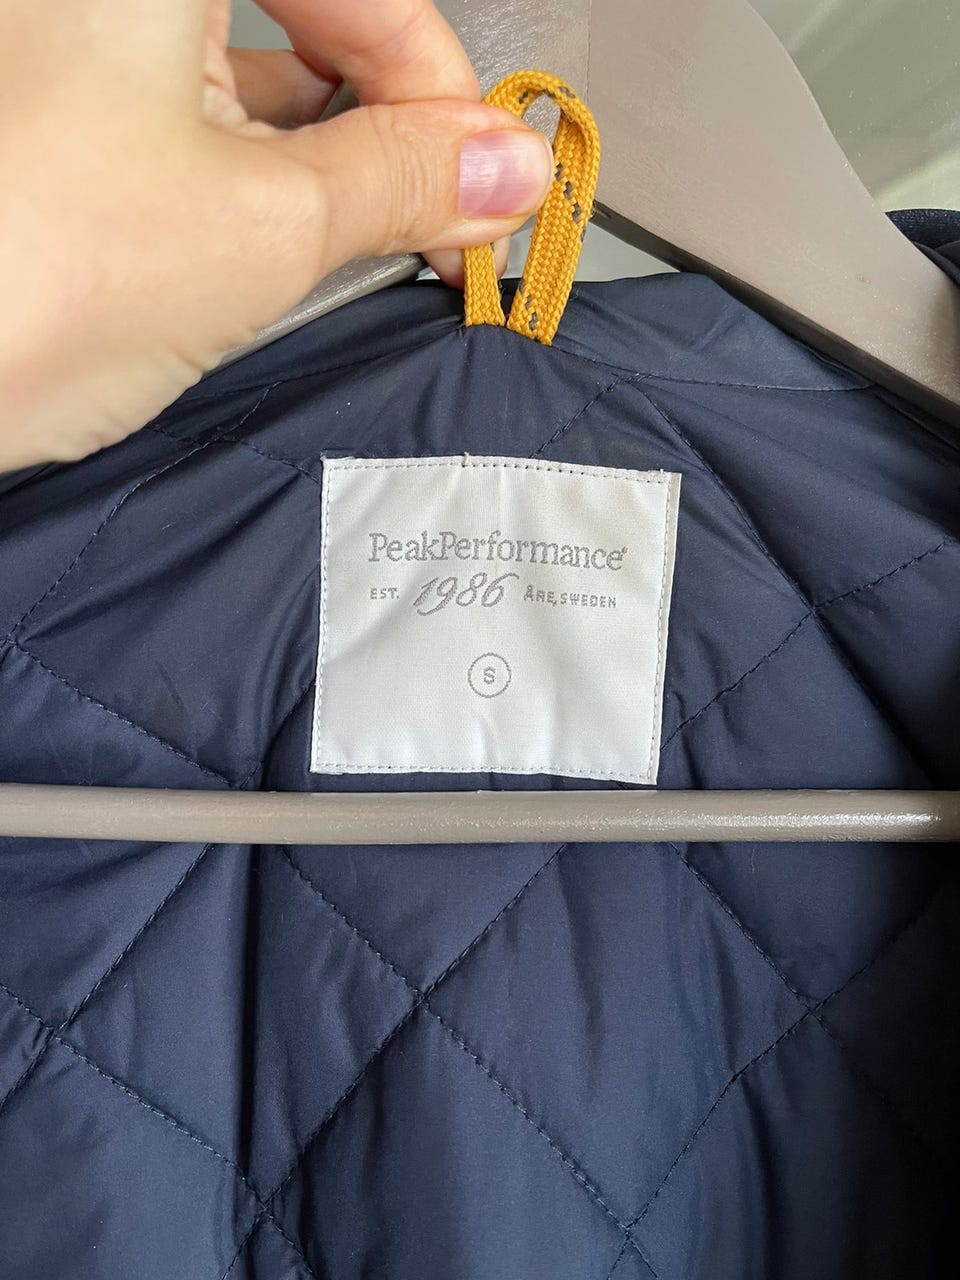 PeakPerformance®
EST. 1986 ÅRE, SWEDEN
S